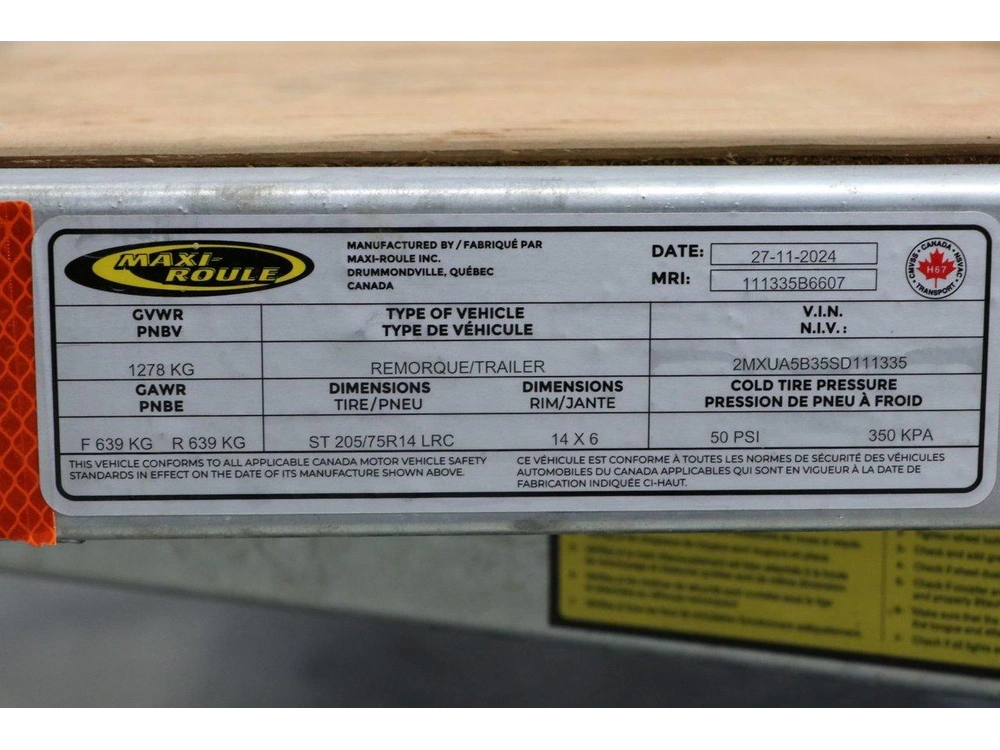 MAXI-
ROULE
MANUFACTURED BY / FABRIQUÉ PAR
MAXI-ROULE INC.
DRUMMONDVILLE, QUÉBEC
CANADA
DATE: 27-11-2024
MRI: 111335B6607
CANADA
CMVSS H67 NSVAC
TRANSPORT
GVWR TYPE OF VEHICLE V.I.N.
PNBV TYPE DE VÉHICULE N.I.V.:
1278 KG REMORQUE/TRAILER 2MXUA5B35SD111335
GAWR DIMENSIONS DIMENSIONS COLD TIRE PRESSURE
PNBE TIRE/PNEU RIM/JANTE PRESSION DE PNEU À FROID
F 639 KG R 639 KG ST 205/75R14 LRC 14 X 6 50 PSI 350 KPA
THIS VEHICLE CONFORMS TO ALL APPLICABLE CANADA MOTOR VEHICLE SAFETY
STANDARDS IN EFFECT ON THE DATE OF ITS MANUFACTURE SHOWN ABOVE.
CE VÉHICULE EST CONFORME À TOUTES LES NORMES DE SÉCURITÉ DES VÉHICULES
AUTOMOBILES DU CANADA APPLICABLES QUI SONT EN VIGUEUR À LA DATE DE
FABRICATION INDIQUÉE CI-HAUT.